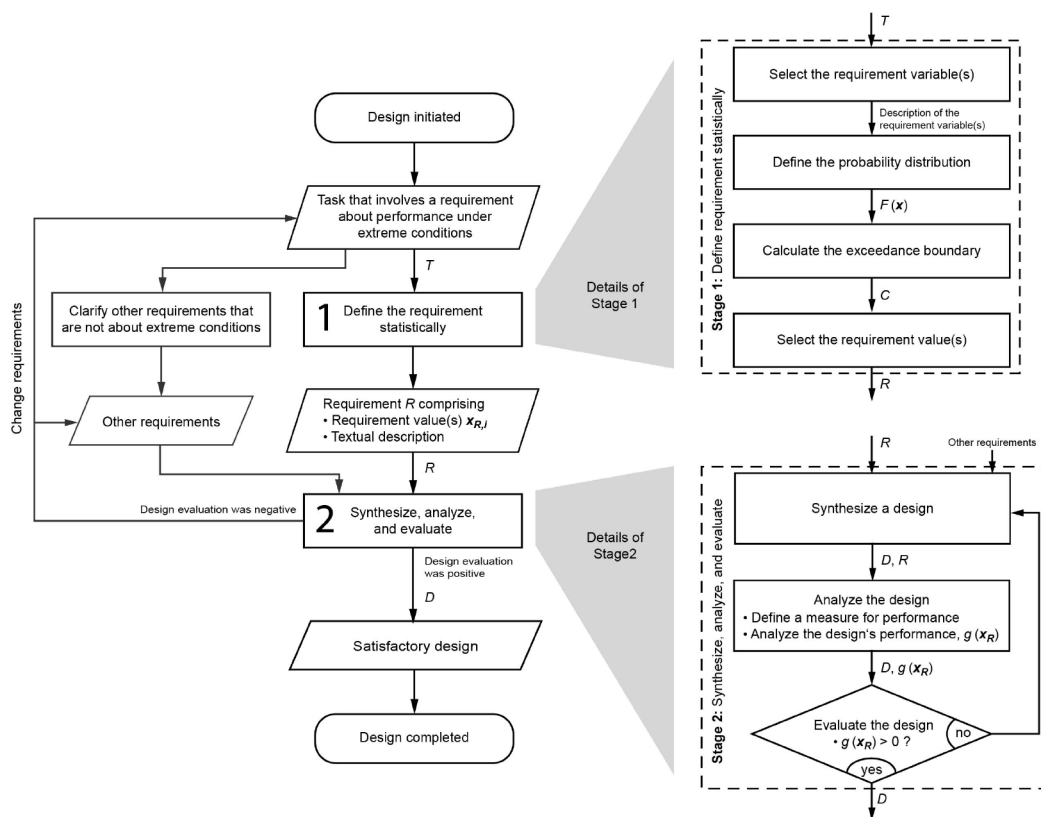 Design initiated
Task that involves a
requirement
about performance under
extreme conditions
T
Clarify other requirements that
are not about extreme conditions
1
Define the requirement
statistically
Change requirements
Other requirements
Requirement R comprising
• Requirement value(s) x_{R,i}
• Textual description
R
Design evaluation was negative
2
Synthesize, analyze,
and evaluate
Design evaluation
was positive
D
Satisfactory design
Design completed
Details of
Stage 1
Details of
Stage2
T
Stage 1: Define requirement statistically
Select the requirement variable(s)
Description of the
requirement variable(s)
Define the probability distribution
F (x)
Calculate the exceedance boundary
C
Select the requirement value(s)
R
R
Other requirements
Stage 2: Synthesize, analyze, and evaluate
Synthesize a design
D, R
Analyze the design
• Define a measure for performance
• Analyze the design's performance, g (x_R)
D, g (x_R)
Evaluate the design
• g (x_R) > 0 ?
no
yes
D